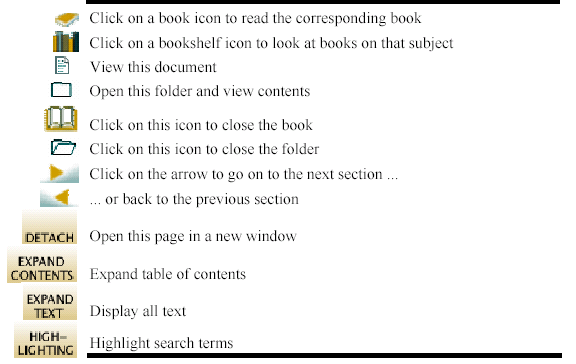 Click on a book icon to read the corresponding book
Click on a bookshelf icon to look at books on that subject
View this document
Open this folder and view contents
Click on this icon to close the book
Click on this icon to close the folder
Click on the arrow to go on to the next section ...
... or back to the previous section
DETACH Open this page in a new window
EXPAND
CONTENTS Expand table of contents
EXPAND
TEXT Display all text
HIGH-
LIGHTING Highlight search terms